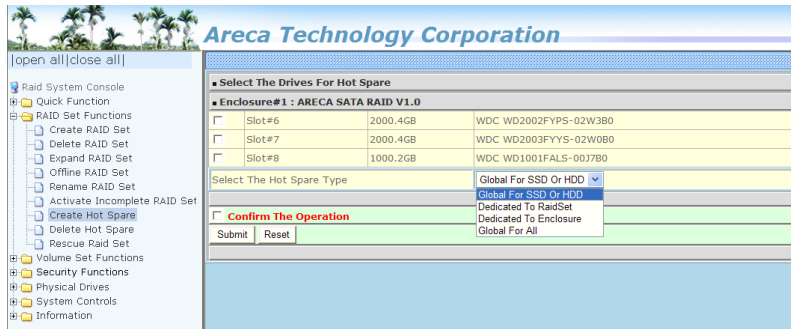 Areca Technology Corporation
|open all|close all|
Raid System Console
Quick Function
RAID Set Functions
Create RAID Set
Delete RAID Set
Expand RAID Set
Offline RAID Set
Rename RAID Set
Activate Incomplete RAID Set
Create Hot Spare
Delete Hot Spare
Rescue Raid Set
Volume Set Functions
Security Functions
Physical Drives
System Controls
Information
Select The Drives For Hot Spare
Enclosure#1 : ARECA SATA RAID V1.0
Slot#6 2000.4GB WDC WD2002FYPS-02W3B0
Slot#7 2000.4GB WDC WD2003FYYS-02W0B0
Slot#8 1000.2GB WDC WD1001FALS-00J7B0
Select The Hot Spare Type Global For SSD Or HDD
Global For SSD Or HDD
Dedicated To RaidSet
Dedicated To Enclosure
Global For All
Confirm The Operation
Submit Reset